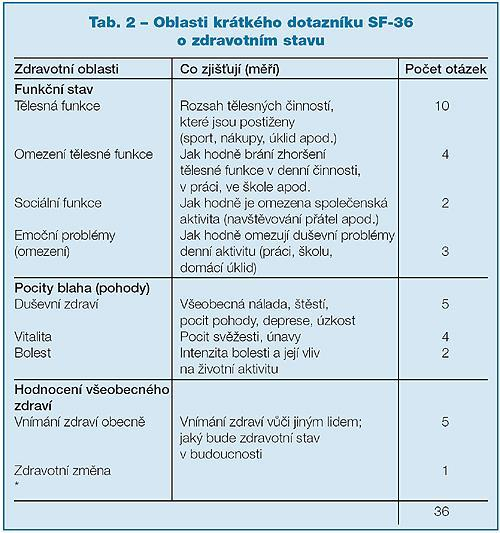 Tab. 2 – Oblasti krátkého dotazníku SF-36
o zdravotním stavu
Zdravotní oblasti Co zjišťují (měří) Počet otázek
Funkční stav
Tělesná funkce Rozsah tělesných činností, 10
které jsou postiženy
(sport, nákupy, úklid apod.)
Omezení tělesné funkce Jak hodně brání zhoršení 4
tělesné funkce v denní činnosti,
v práci, ve škole apod.
Sociální funkce Jak hodně je omezena společenská 2
aktivita (navštěvování přátel apod.)
Emoční problémy Jak hodně omezují duševní problémy
(omezení) denní aktivitu (práci, školu, 3
domácí úklid)
Pocity blaha (pohody)
Duševní zdraví Všeobecná nálada, štěstí, 5
pocit pohody, deprese, úzkost
Vitalita Pocit svěžesti, únavy 4
Bolest Intenzita bolesti a její vliv 2
na životní aktivitu
Hodnocení všeobecného
zdraví
Vnímání zdraví obecně Vnímání zdraví vůči jiným lidem; 5
jaký bude zdravotní stav
v budoucnosti
Zdravotní změna 1
*
36